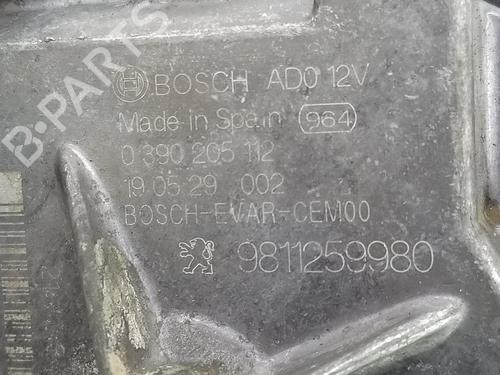 BOSCH AD0 12V
Made in Spain 964
0 390 205 112
19.05.29 002
BOSCH-EVAR-CEM00
9811259980
B-PARTS